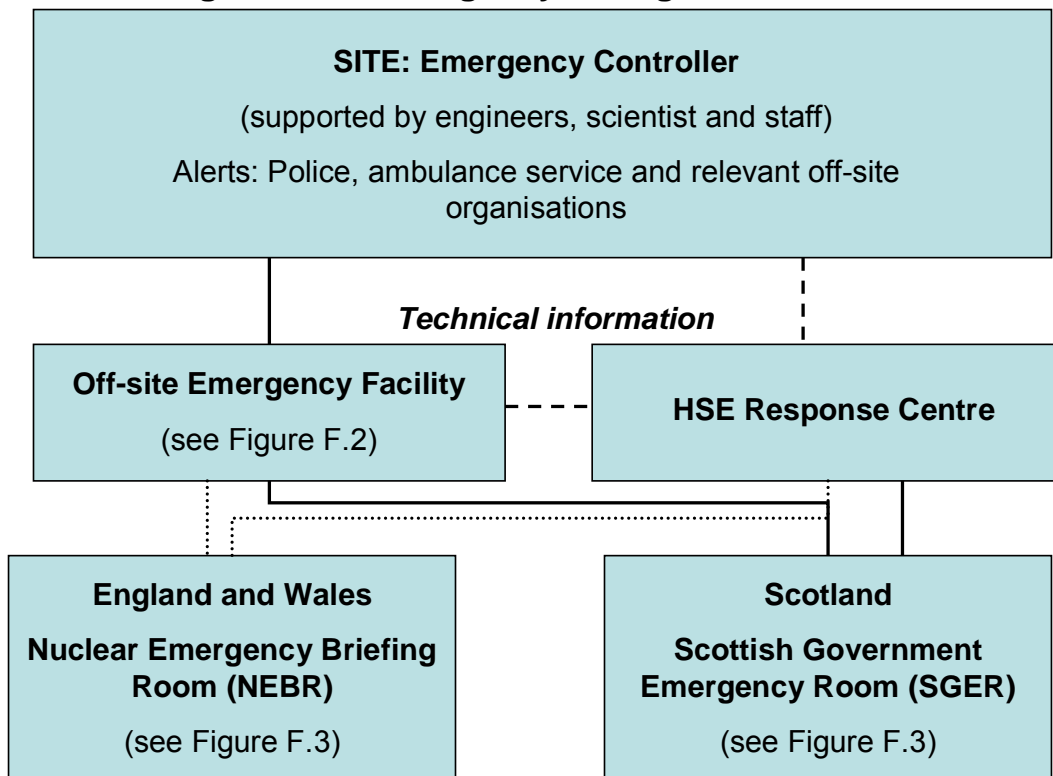 SITE: Emergency Controller
(supported by engineers, scientist and staff)
Alerts: Police, ambulance service and relevant off-site
organisations
Technical information
Off-site Emergency Facility
(see Figure F.2)
HSE Response Centre
England and Wales
Nuclear Emergency Briefing
Room (NEBR)
(see Figure F.3)
Scotland
Scottish Government
Emergency Room (SGER)
(see Figure F.3)